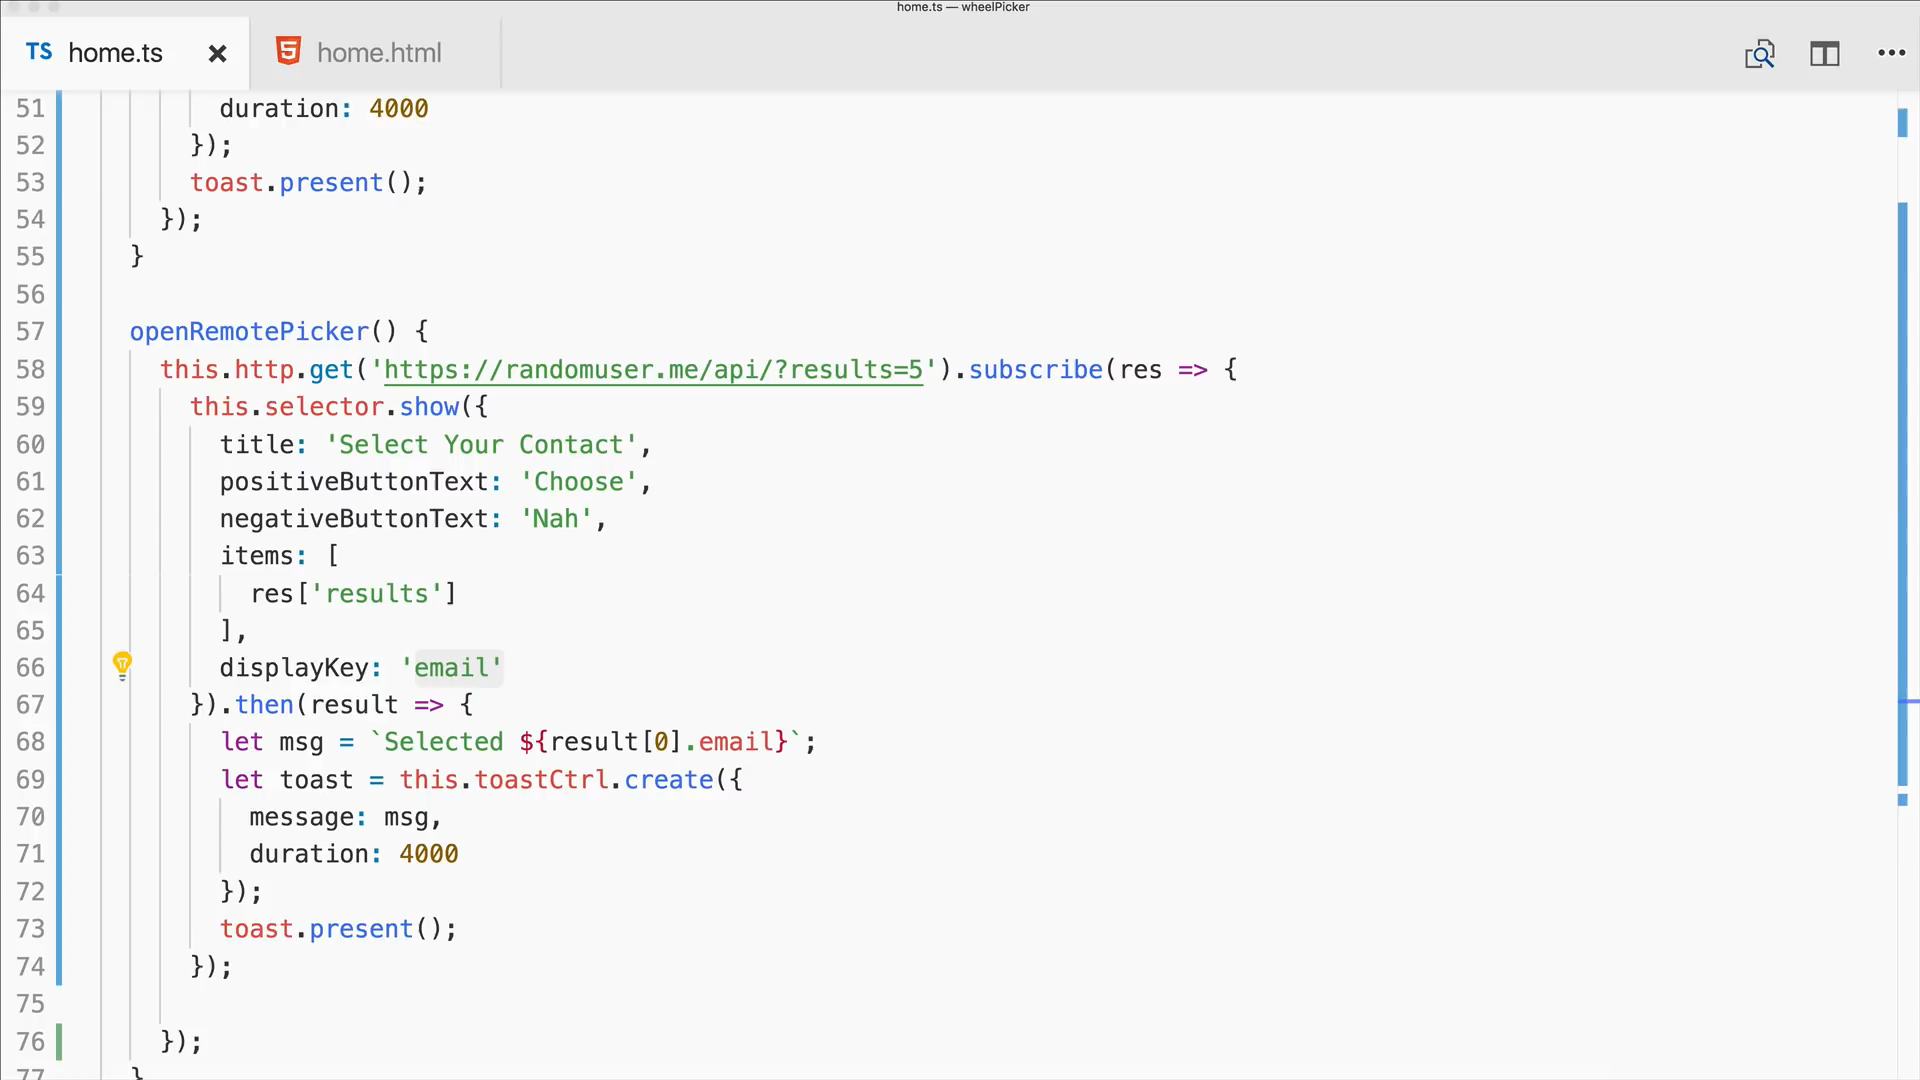 home.ts — wheelPicker
TS home.ts × 5 home.html
51 duration: 4000
52 });
53 toast.present();
54 });
55 }
56
57 openRemotePicker() {
58 this.http.get('https://randomuser.me/api/?results=5').subscribe(res => {
59 this.selector.show({
60 title: 'Select Your Contact',
61 positiveButtonText: 'Choose',
62 negativeButtonText: 'Nah',
63 items: [
64 res['results']
65 ],
66 displayKey: 'email'
67 }).then(result => {
68 let msg = `Selected ${result[0].email}`;
69 let toast = this.toastCtrl.create({
70 message: msg,
71 duration: 4000
72 });
73 toast.present();
74 });
75
76 });
77 }